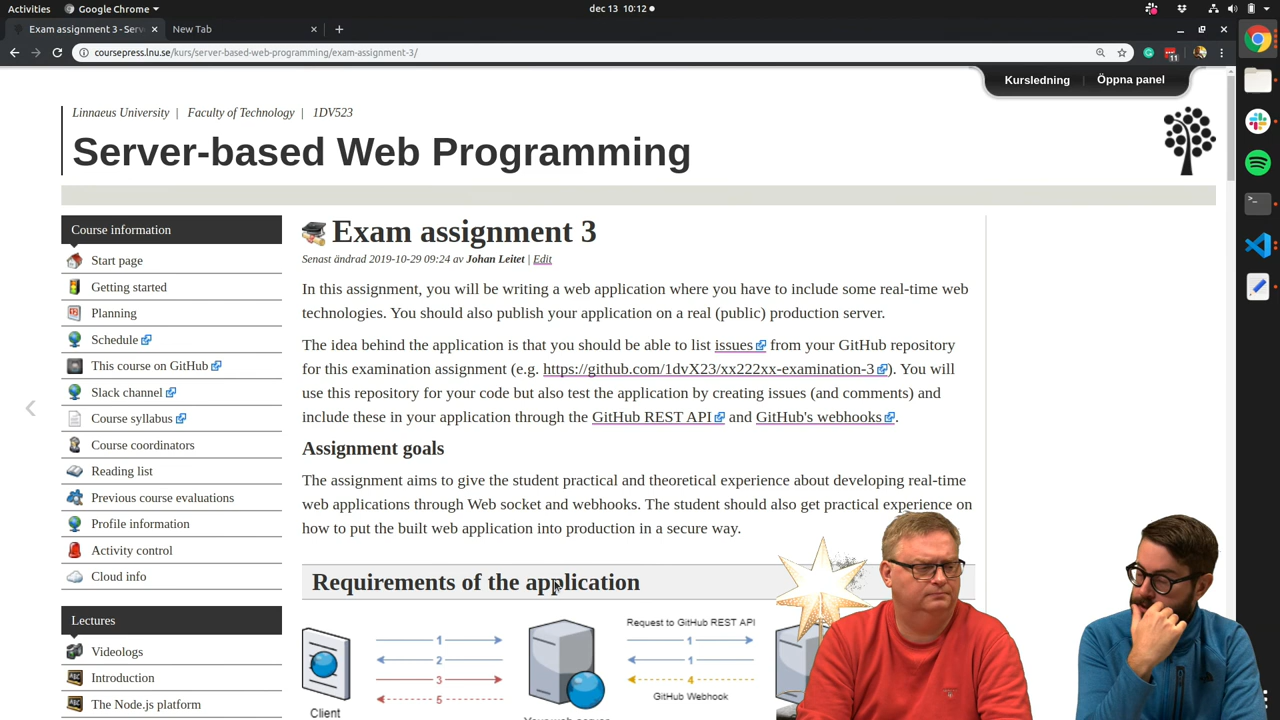 Activities
Google Chrome
dec 13 10:12
Exam assignment 3 - Serv
New Tab
coursepress.lnu.se/kurs/server-based-web-programming/exam-assignment-3/
11
Kursledning | Öppna panel
Linnaeus University | Faculty of Technology | 1DV523
Server-based Web Programming
Course information
Start page
Getting started
Planning
Schedule
This course on GitHub
Slack channel
Course syllabus
Course coordinators
Reading list
Previous course evaluations
Profile information
Activity control
Cloud info
Lectures
Videologs
Introduction
The Node.js platform
Exam assignment 3
Senast ändrad 2019-10-29 09:24 av Johan Leitet | Edit
In this assignment, you will be writing a web application where you have to include some real-time web
technologies. You should also publish your application on a real (public) production server.
The idea behind the application is that you should be able to list issues from your GitHub repository
for this examination assignment (e.g. https://github.com/1dvX23/xx222xx-examination-3). You will
use this repository for your code but also test the application by creating issues (and comments) and
include these in your application through the GitHub REST API and GitHub's webhooks.
Assignment goals
The assignment aims to give the student practical and theoretical experience about developing real-time
web applications through Web socket and webhooks. The student should also get practical experience on
how to put the built web application into production in a secure way.
Requirements of the application
Request to GitHub REST API
1
1
2
1
3
4
5
GitHub Webhook
Client